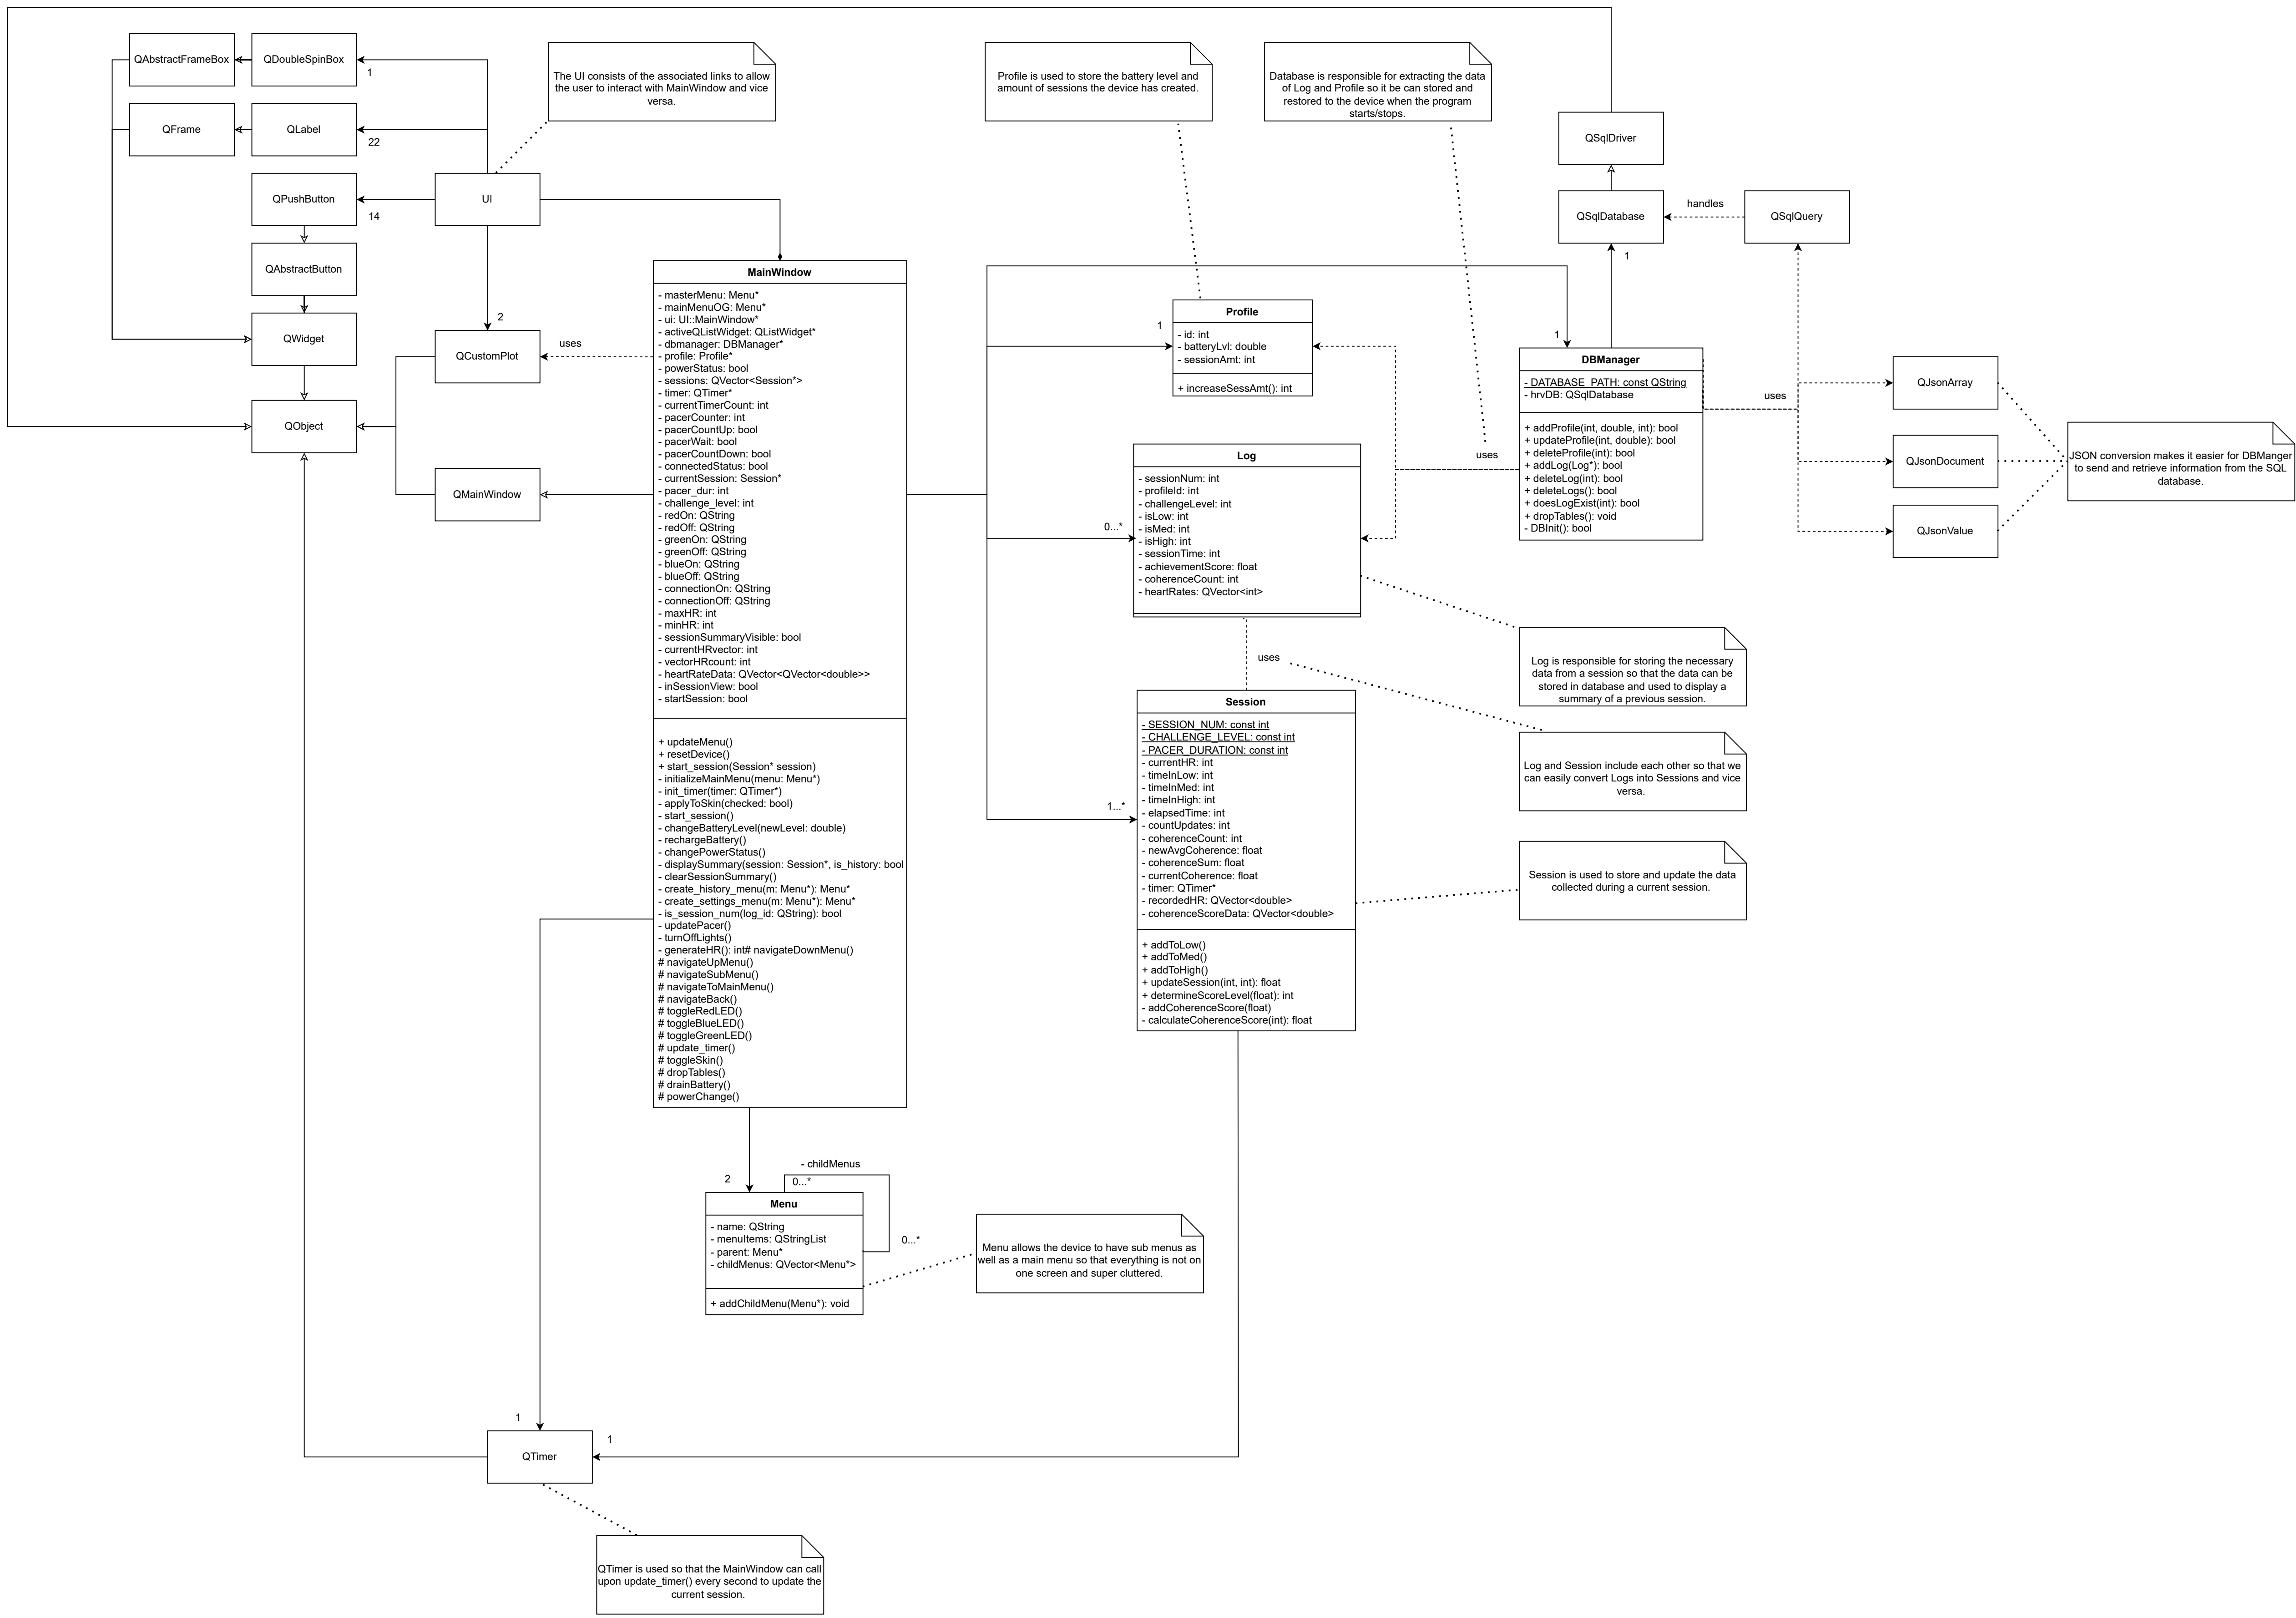 QAbstractFrameBox
QDoubleSpinBox
1
QFrame
QLabel
22
QPushButton
14
UI
QAbstractButton
QWidget
QObject
2
QCustomPlot
uses
QMainWindow
The UI consists of the associated links to allow
the user to interact with MainWindow and vice
versa.
Profile is used to store the battery level and
amount of sessions the device has created.
Database is responsible for extracting the data
of Log and Profile so it be can stored and
restored to the device when the program
starts/stops.
QSqlDriver
QSqlDatabase
handles
QSqlQuery
1
MainWindow
- masterMenu: Menu*
- mainMenuOG: Menu*
- ui: UI::MainWindow*
- activeQListWidget: QListWidget*
- dbmanager: DBManager*
- profile: Profile*
- powerStatus: bool
- sessions: QVector<Session*>
- timer: QTimer*
- currentTimerCount: int
- pacerCounter: int
- pacerCountUp: bool
- pacerWait: bool
- pacerCountDown: bool
- connectedStatus: bool
- currentSession: Session*
- pacer_dur: int
- challenge_level: int
- redOn: QString
- redOff: QString
- greenOn: QString
- greenOff: QString
- blueOn: QString
- blueOff: QString
- connectionOn: QString
- connectionOff: QString
- maxHR: int
- minHR: int
- sessionSummaryVisible: bool
- currentHRvector: int
- vectorHRcount: int
- heartRateData: QVector<QVector<double>>
- inSessionView: bool
- startSession: bool
+ updateMenu()
+ resetDevice()
+ start_session(Session* session)
- initializeMainMenu(menu: Menu*)
- init_timer(timer: QTimer*)
- applyToSkin(checked: bool)
- start_session()
- changeBatteryLevel(newLevel: double)
- rechargeBattery()
- changePowerStatus()
- displaySummary(session: Session*, is_history: bool
- clearSessionSummary()
- create_history_menu(m: Menu*): Menu*
- create_settings_menu(m: Menu*): Menu*
- is_session_num(log_id: QString): bool
- updatePacer()
- turnOffLights()
- generateHR(): int# navigateDownMenu()
# navigateUpMenu()
# navigateSubMenu()
# navigateToMainMenu()
# navigateBack()
# toggleRedLED()
# toggleBlueLED()
# toggleGreenLED()
# update_timer()
# toggleSkin()
# dropTables()
# drainBattery()
# powerChange()
1
Profile
- id: int
- batteryLvl: double
- sessionAmt: int
+ increaseSessAmt(): int
1
DBManager
- DATABASE_PATH: const QString
- hrvDB: QSqlDatabase
+ addProfile(int, double, int): bool
+ updateProfile(int, double): bool
+ deleteProfile(int): bool
+ addLog(Log*): bool
+ deleteLog(int): bool
+ deleteLogs(): bool
+ doesLogExist(int): bool
+ dropTables(): void
- DBInit(): bool
uses
uses
QJsonArray
QJsonDocument
QJsonValue
JSON conversion makes it easier for DBManger
to send and retrieve information from the SQL
database.
0...*
Log
- sessionNum: int
- profileId: int
- challengeLevel: int
- isLow: int
- isMed: int
- isHigh: int
- sessionTime: int
- achievementScore: float
- coherenceCount: int
- heartRates: QVector<int>
uses
Log is responsible for storing the necessary
data from a session so that the data can be
stored in database and used to display a
summary of a previous session.
1...*
Session
- SESSION_NUM: const int
- CHALLENGE_LEVEL: const int
- PACER_DURATION: const int
- currentHR: int
- timeInLow: int
- timeInMed: int
- timeInHigh: int
- elapsedTime: int
- countUpdates: int
- coherenceCount: int
- newAvgCoherence: float
- coherenceSum: float
- currentCoherence: float
- timer: QTimer*
- recordedHR: QVector<double>
- coherenceScoreData: QVector<double>
+ addToLow()
+ addToMed()
+ addToHigh()
+ updateSession(int, int): float
+ determineScoreLevel(float): int
- addCoherenceScore(float)
- calculateCoherenceScore(int): float
Log and Session include each other so that we
can easily convert Logs into Sessions and vice
versa.
Session is used to store and update the data
collected during a current session.
- childMenus
0...*
2
Menu
- name: QString
- menuItems: QStringList
- parent: Menu*
- childMenus: QVector<Menu*>
+ addChildMenu(Menu*): void
0...*
Menu allows the device to have sub menus as
well as a main menu so that everything is not on
one screen and super cluttered.
1
1
QTimer
QTimer is used so that the MainWindow can call
upon update_timer() every second to update the
current session.